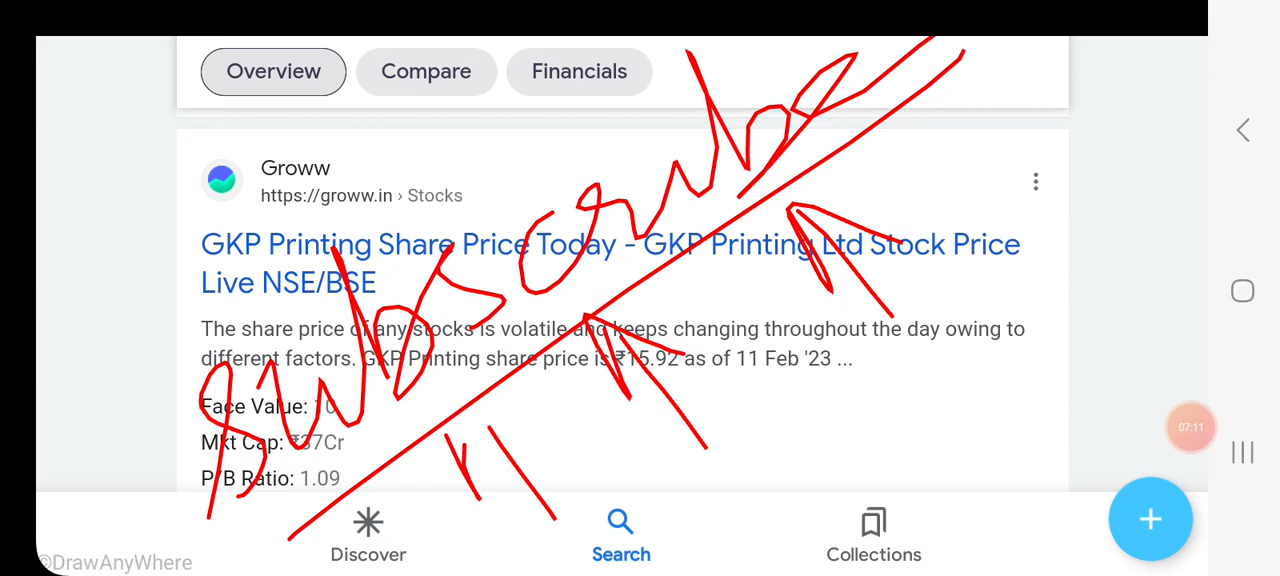 Overview Compare Financials
Groww
https://groww.in › Stocks
GKP Printing Share Price Today - GKP Printing Ltd Stock Price
Live NSE/BSE
The share price of any stocks is volatile and keeps changing throughout the day owing to
different factors. GKP Printing share price is ₹15.92 as of 11 Feb '23 ...
Face Value: 10
Mkt Cap: ₹37Cr
P/B Ratio: 1.09
Subscribe
07:11
Discover Search Collections
©DrawAnyWhere